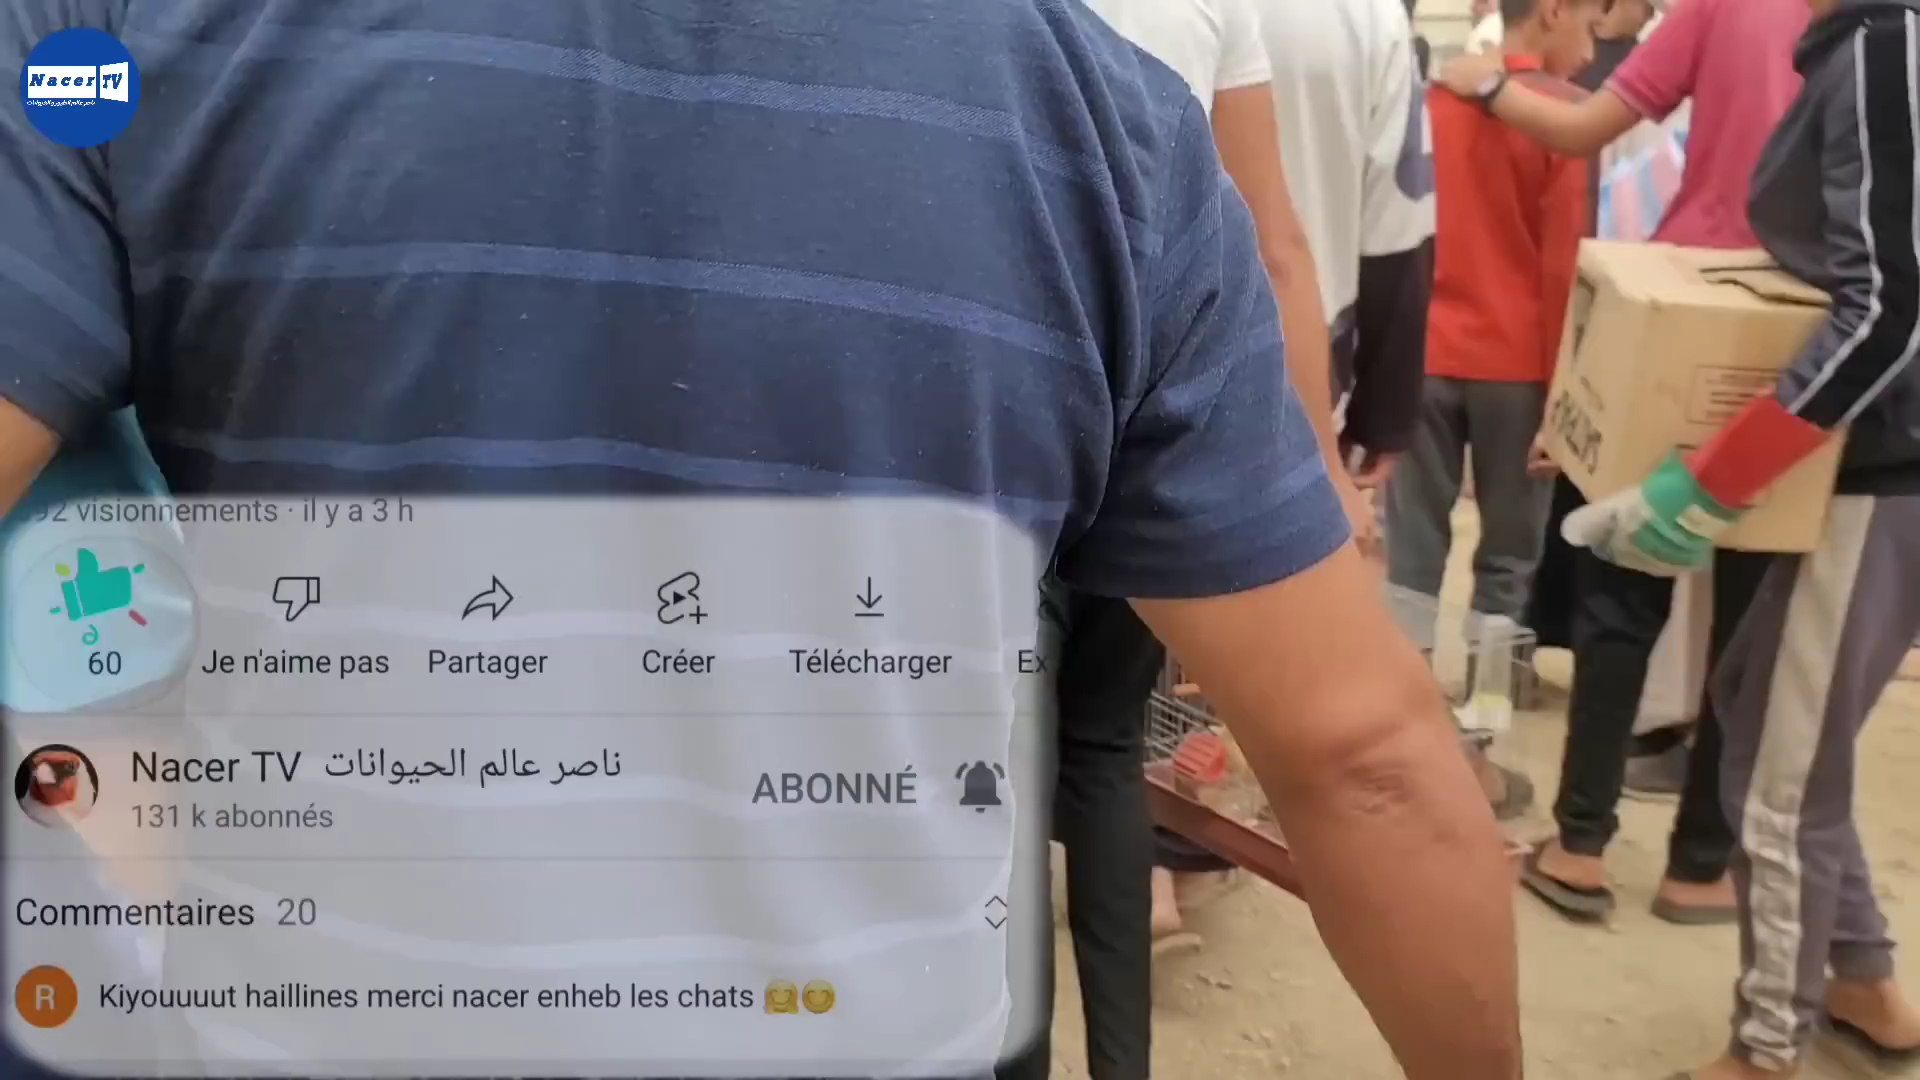 Nacer TV
visionnements · il y a 3 h
60
Je n'aime pas
Partager
Créer
Télécharger
Ex
Nacer TV ناصر عالم الحيوانات
131 k abonnés
ABONNÉ
Commentaires 20
R
Kiyouuuut haillines merci nacer enheb les chats 🤗😊